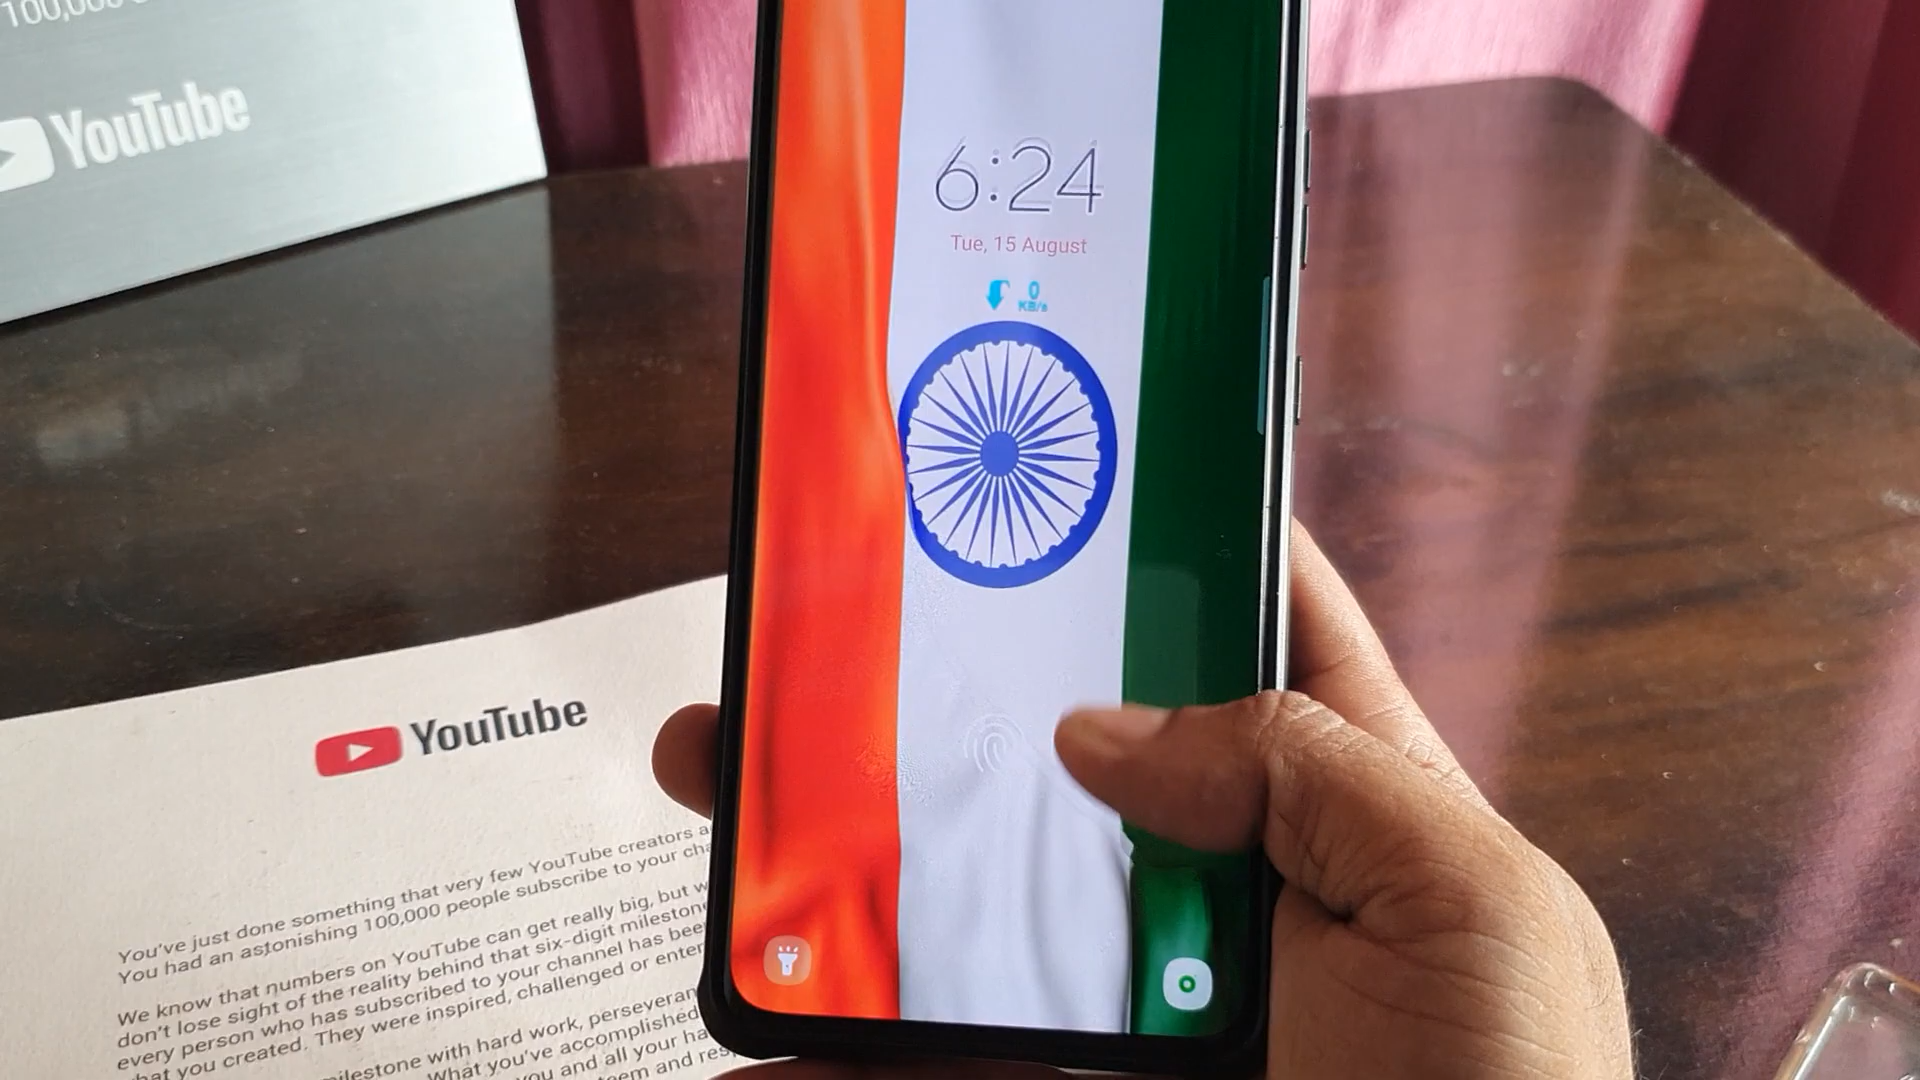 100,000
YouTube
6:24
Tue, 15 August
0
KB/s
YouTube
You've just done something that very few YouTube creators
You had an astonishing 100,000 people subscribe to your
We know that numbers on YouTube can get really big, but
don't lose sight of the reality behind that six-digit milestone
every person who has subscribed to your channel has been
that you created. They were inspired, challenged or
milestone with hard work,
What you've accomplished
you and all your
and